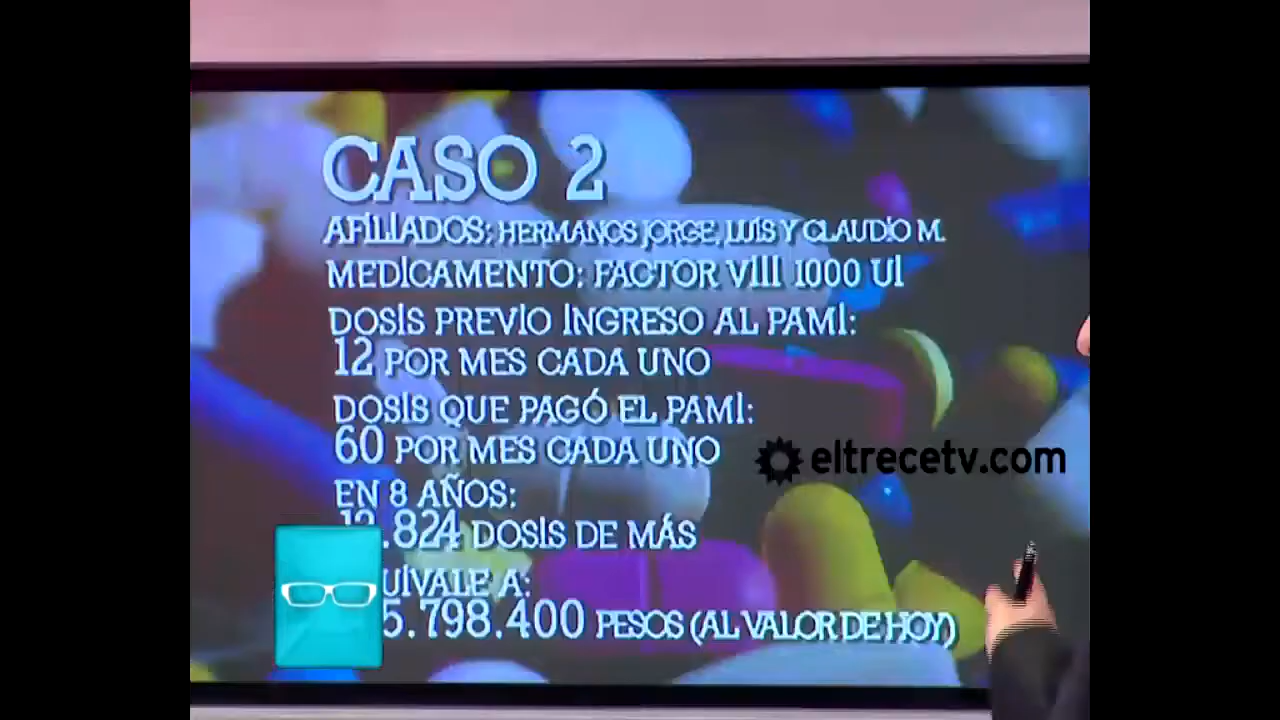 CASO 2
AFILIADOS: HERMANOS JORGE, LUÍS Y CLAUDIO M.
MEDICAMENTO: FACTOR VIII 1000 UI
DOSIS PREVIO INGRESO AL PAMI:
12 POR MES CADA UNO
DOSIS QUE PAGÓ EL PAMI:
60 POR MES CADA UNO
eltrecetv.com
EN 8 AÑOS:
.824 DOSIS DE MÁS
A:
5.798.400 PESOS (AL VALOR DE HOY)